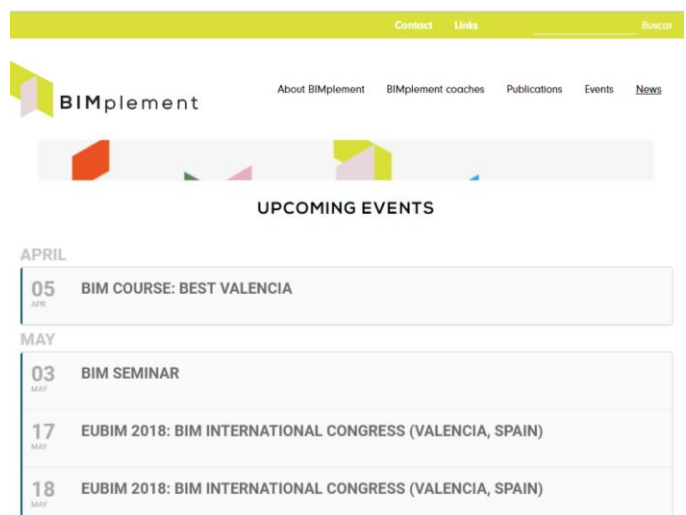 Contact Links Buscar
BIMplement
About BIMplement BIMplement coaches Publications Events News
UPCOMING EVENTS
APRIL
05 BIM COURSE: BEST VALENCIA
APR
MAY
03 BIM SEMINAR
MAY
17 EUBIM 2018: BIM INTERNATIONAL CONGRESS (VALENCIA, SPAIN)
MAY
18 EUBIM 2018: BIM INTERNATIONAL CONGRESS (VALENCIA, SPAIN)
MAY